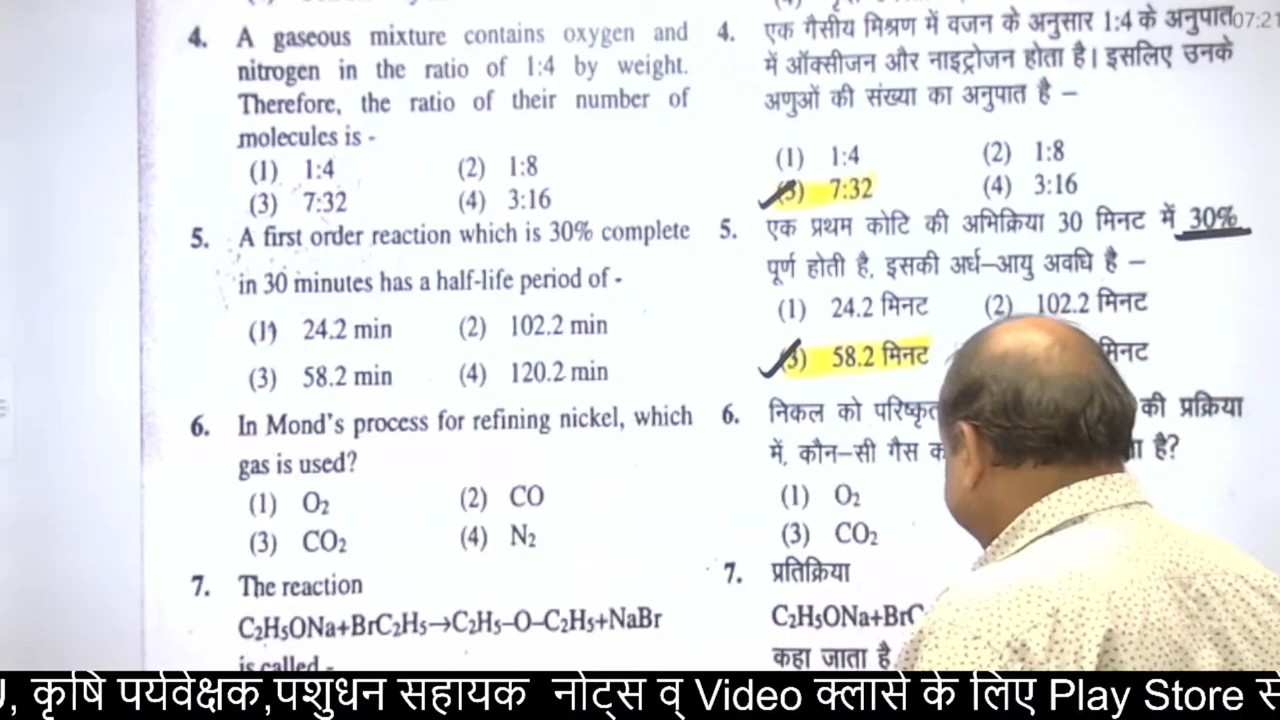 4. A gaseous mixture contains oxygen and
nitrogen in the ratio of 1:4 by weight.
Therefore, the ratio of their number of
molecules is -
(1) 1:4 (2) 1:8
(3) 7:32 (4) 3:16
5. A first order reaction which is 30% complete
in 30 minutes has a half-life period of -
(1) 24.2 min (2) 102.2 min
(3) 58.2 min (4) 120.2 min
6. In Mond's process for refining nickel, which
gas is used?
(1) O₂ (2) CO
(3) CO₂ (4) N₂
7. The reaction
C₂H₅ONa+BrC₂H₅→C₂H₅–O–C₂H₅+NaBr
is called -
4. एक गैसीय मिश्रण में वजन के अनुसार 1:4 के अनुपात
में ऑक्सीजन और नाइट्रोजन होता है। इसलिए उनके
अणुओं की संख्या का अनुपात है –
(1) 1:4 (2) 1:8
(3) 7:32 (4) 3:16
5. एक प्रथम कोटि की अभिक्रिया 30 मिनट में 30%
पूर्ण होती है, इसकी अर्ध–आयु अवधि है –
(1) 24.2 मिनट (2) 102.2 मिनट
(3) 58.2 मिनट मिनट
6. निकल को परिष्कृत की प्रक्रिया
में, कौन–सी गैस है?
(1) O₂
(3) CO₂
7. प्रतिक्रिया
C₂H₅ONa+BrC
कहा जाता है
07:21
, कृषि पर्यवेक्षक,पशुधन सहायक नोट्स व् Video क्लासे के लिए Play Store से